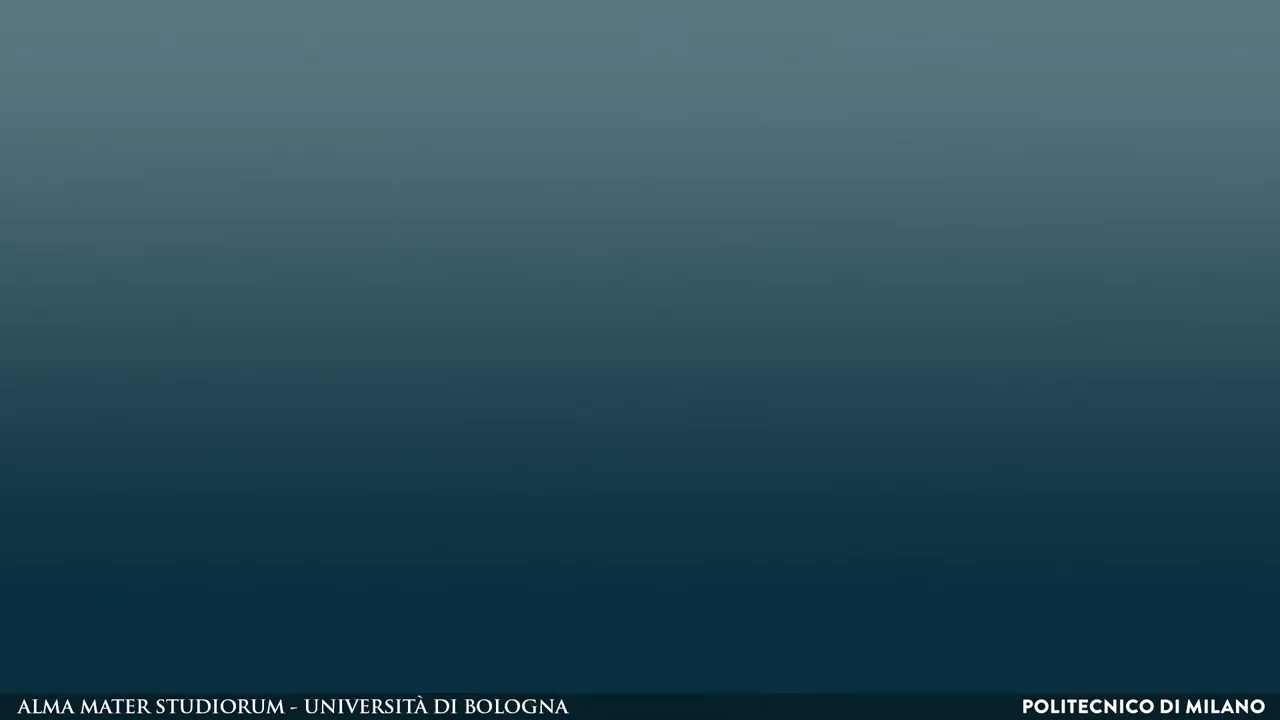 ALMA MATER STUDIORUM - UNIVERSITÀ DI BOLOGNA
POLITECNICO DI MILANO